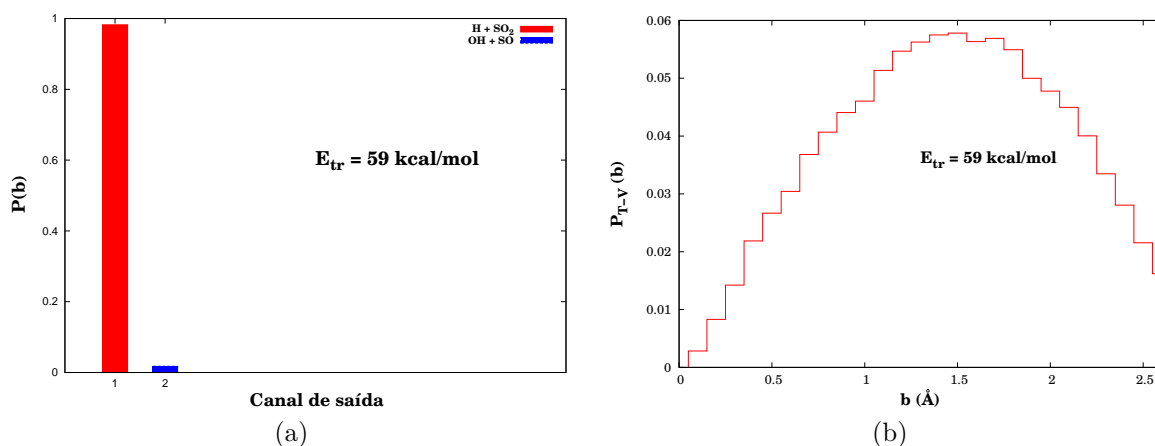 1
0.8
0.6
0.4
0.2
0
P(b)
H + SO₂
OH + SO
E_tr = 59 kcal/mol
1 2
Canal de saída
(a)
0.06
0.05
0.04
0.03
0.02
0.01
0
P_T−V (b)
E_tr = 59 kcal/mol
0 0.5 1 1.5 2 2.5
b (Å)
(b)